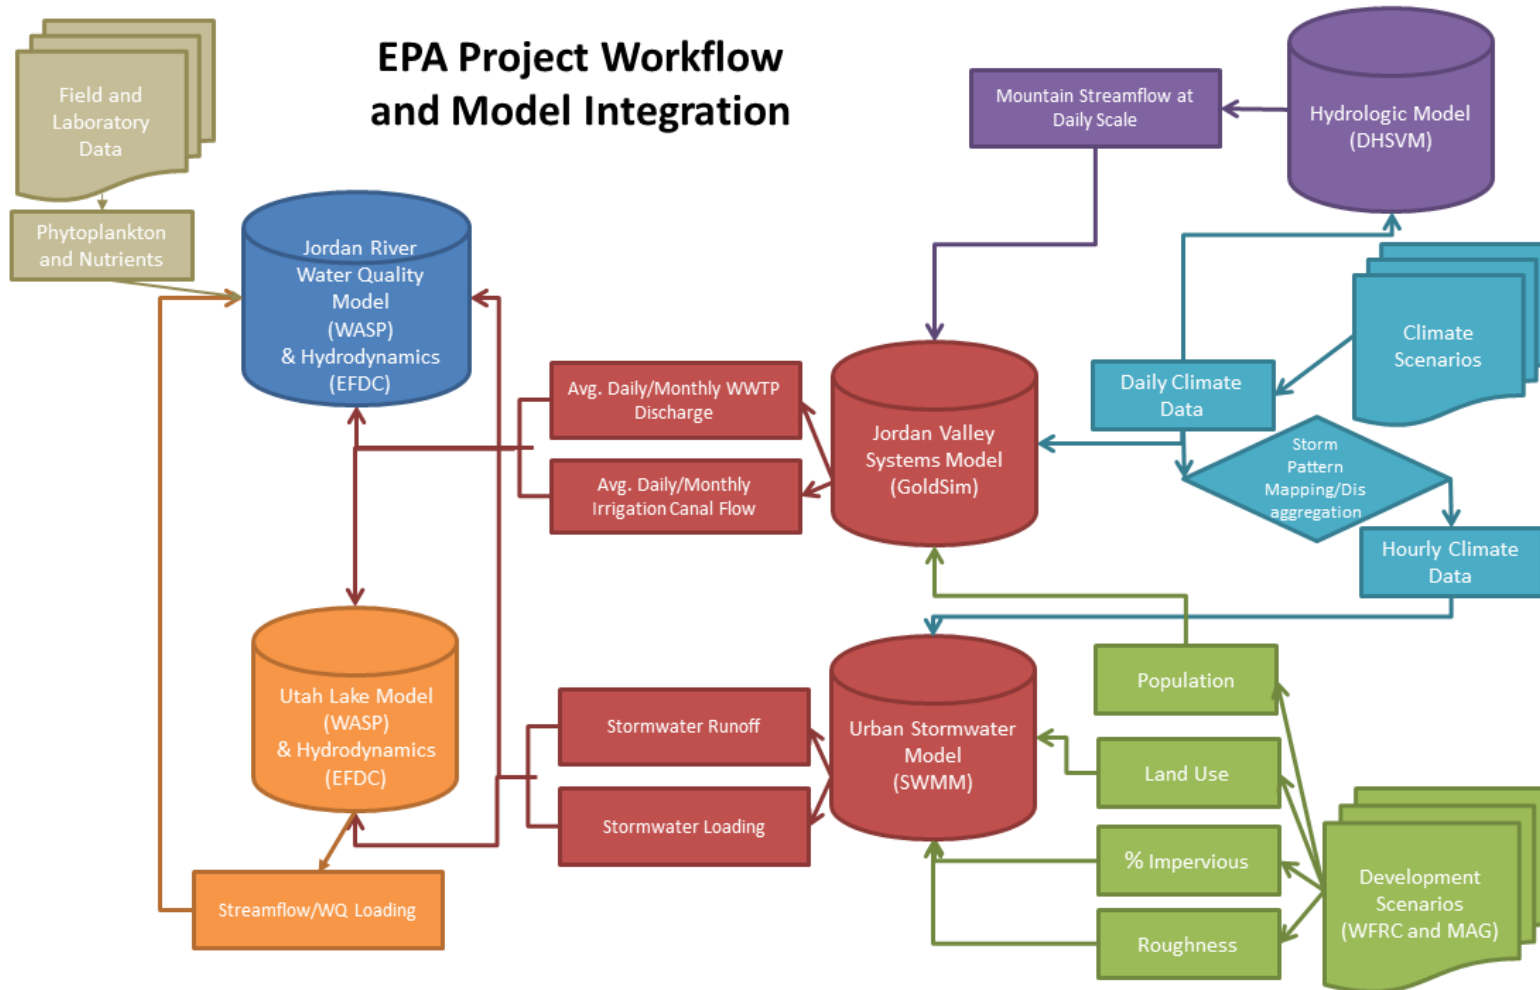 EPA Project Workflow
and Model Integration
Field and
Laboratory
Data
Phytoplankton
and Nutrients
Jordan River
Water Quality
Model
(WASP)
& Hydrodynamics
(EFDC)
Mountain Streamflow at
Daily Scale
Hydrologic Model
(DHSVM)
Climate
Scenarios
Daily Climate
Data
Storm
Pattern
Mapping/Dis
aggregation
Hourly Climate
Data
Avg. Daily/Monthly WWTP
Discharge
Avg. Daily/Monthly
Irrigation Canal Flow
Jordan Valley
Systems Model
(GoldSim)
Utah Lake Model
(WASP)
& Hydrodynamics
(EFDC)
Streamflow/WQ Loading
Stormwater Runoff
Stormwater Loading
Urban Stormwater
Model
(SWMM)
Population
Land Use
% Impervious
Roughness
Development
Scenarios
(WFRC and MAG)